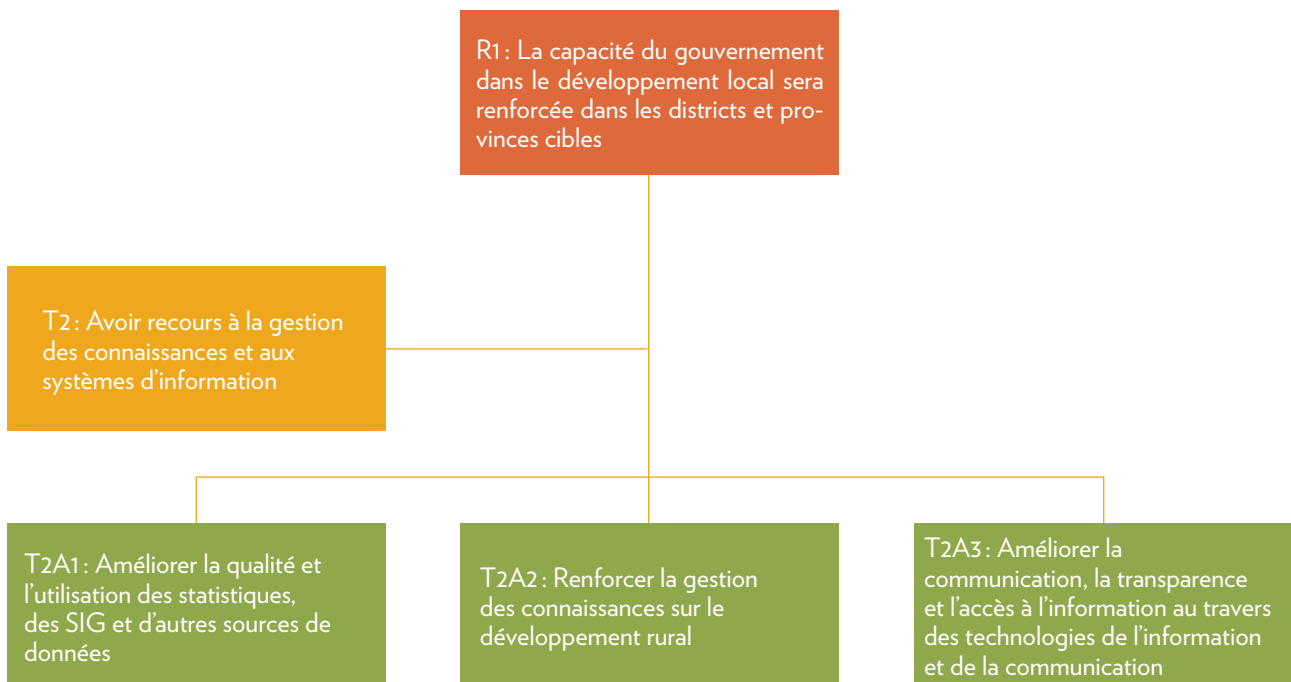 R1 : La capacité du gouvernement
dans le développement local sera
renforcée dans les districts et pro-
vinces cibles
T2 : Avoir recours à la gestion
des connaissances et aux
systèmes d'information
T2A1 : Améliorer la qualité et
l'utilisation des statistiques,
des SIG et d'autres sources de
données
T2A2 : Renforcer la gestion
des connaissances sur le
développement rural
T2A3 : Améliorer la
communication, la transparence
et l'accès à l'information au travers
des technologies de l'information
et de la communication